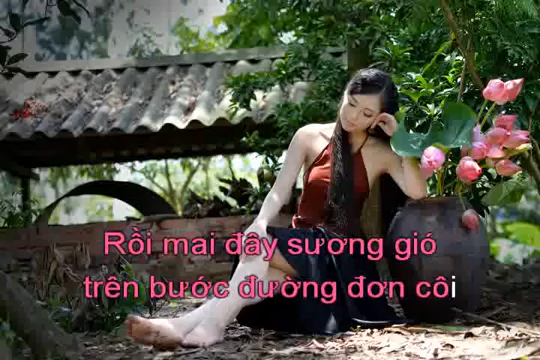 Rồi mai đây sương gió
trên bước đường đơn côi